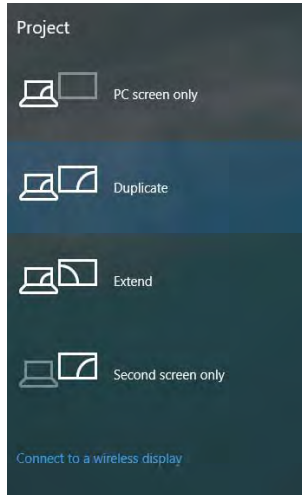 Project
PC screen only
Duplicate
Extend
Second screen only
Connect to a wireless display